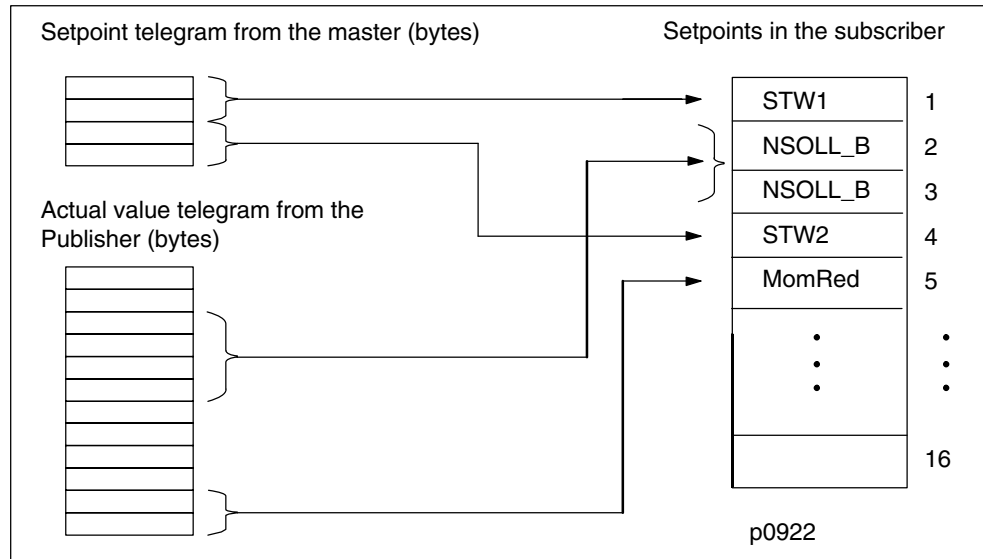 Setpoint telegram from the master (bytes)
Setpoints in the subscriber
STW1 1
NSOLL_B 2
NSOLL_B 3
STW2 4
MomRed 5
16
Actual value telegram from the
Publisher (bytes)
p0922